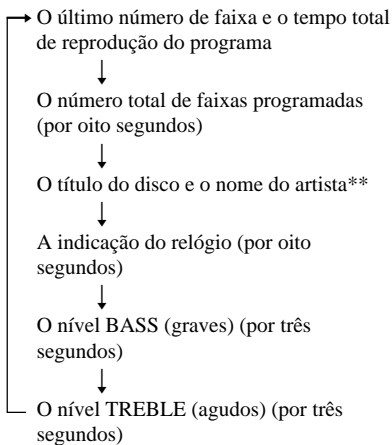 O último número de faixa e o tempo total
de reprodução do programa
O número total de faixas programadas
(por oito segundos)
O título do disco e o nome do artista**
A indicação do relógio (por oito
segundos)
O nível BASS (graves) (por três
segundos)
O nível TREBLE (agudos) (por três
segundos)